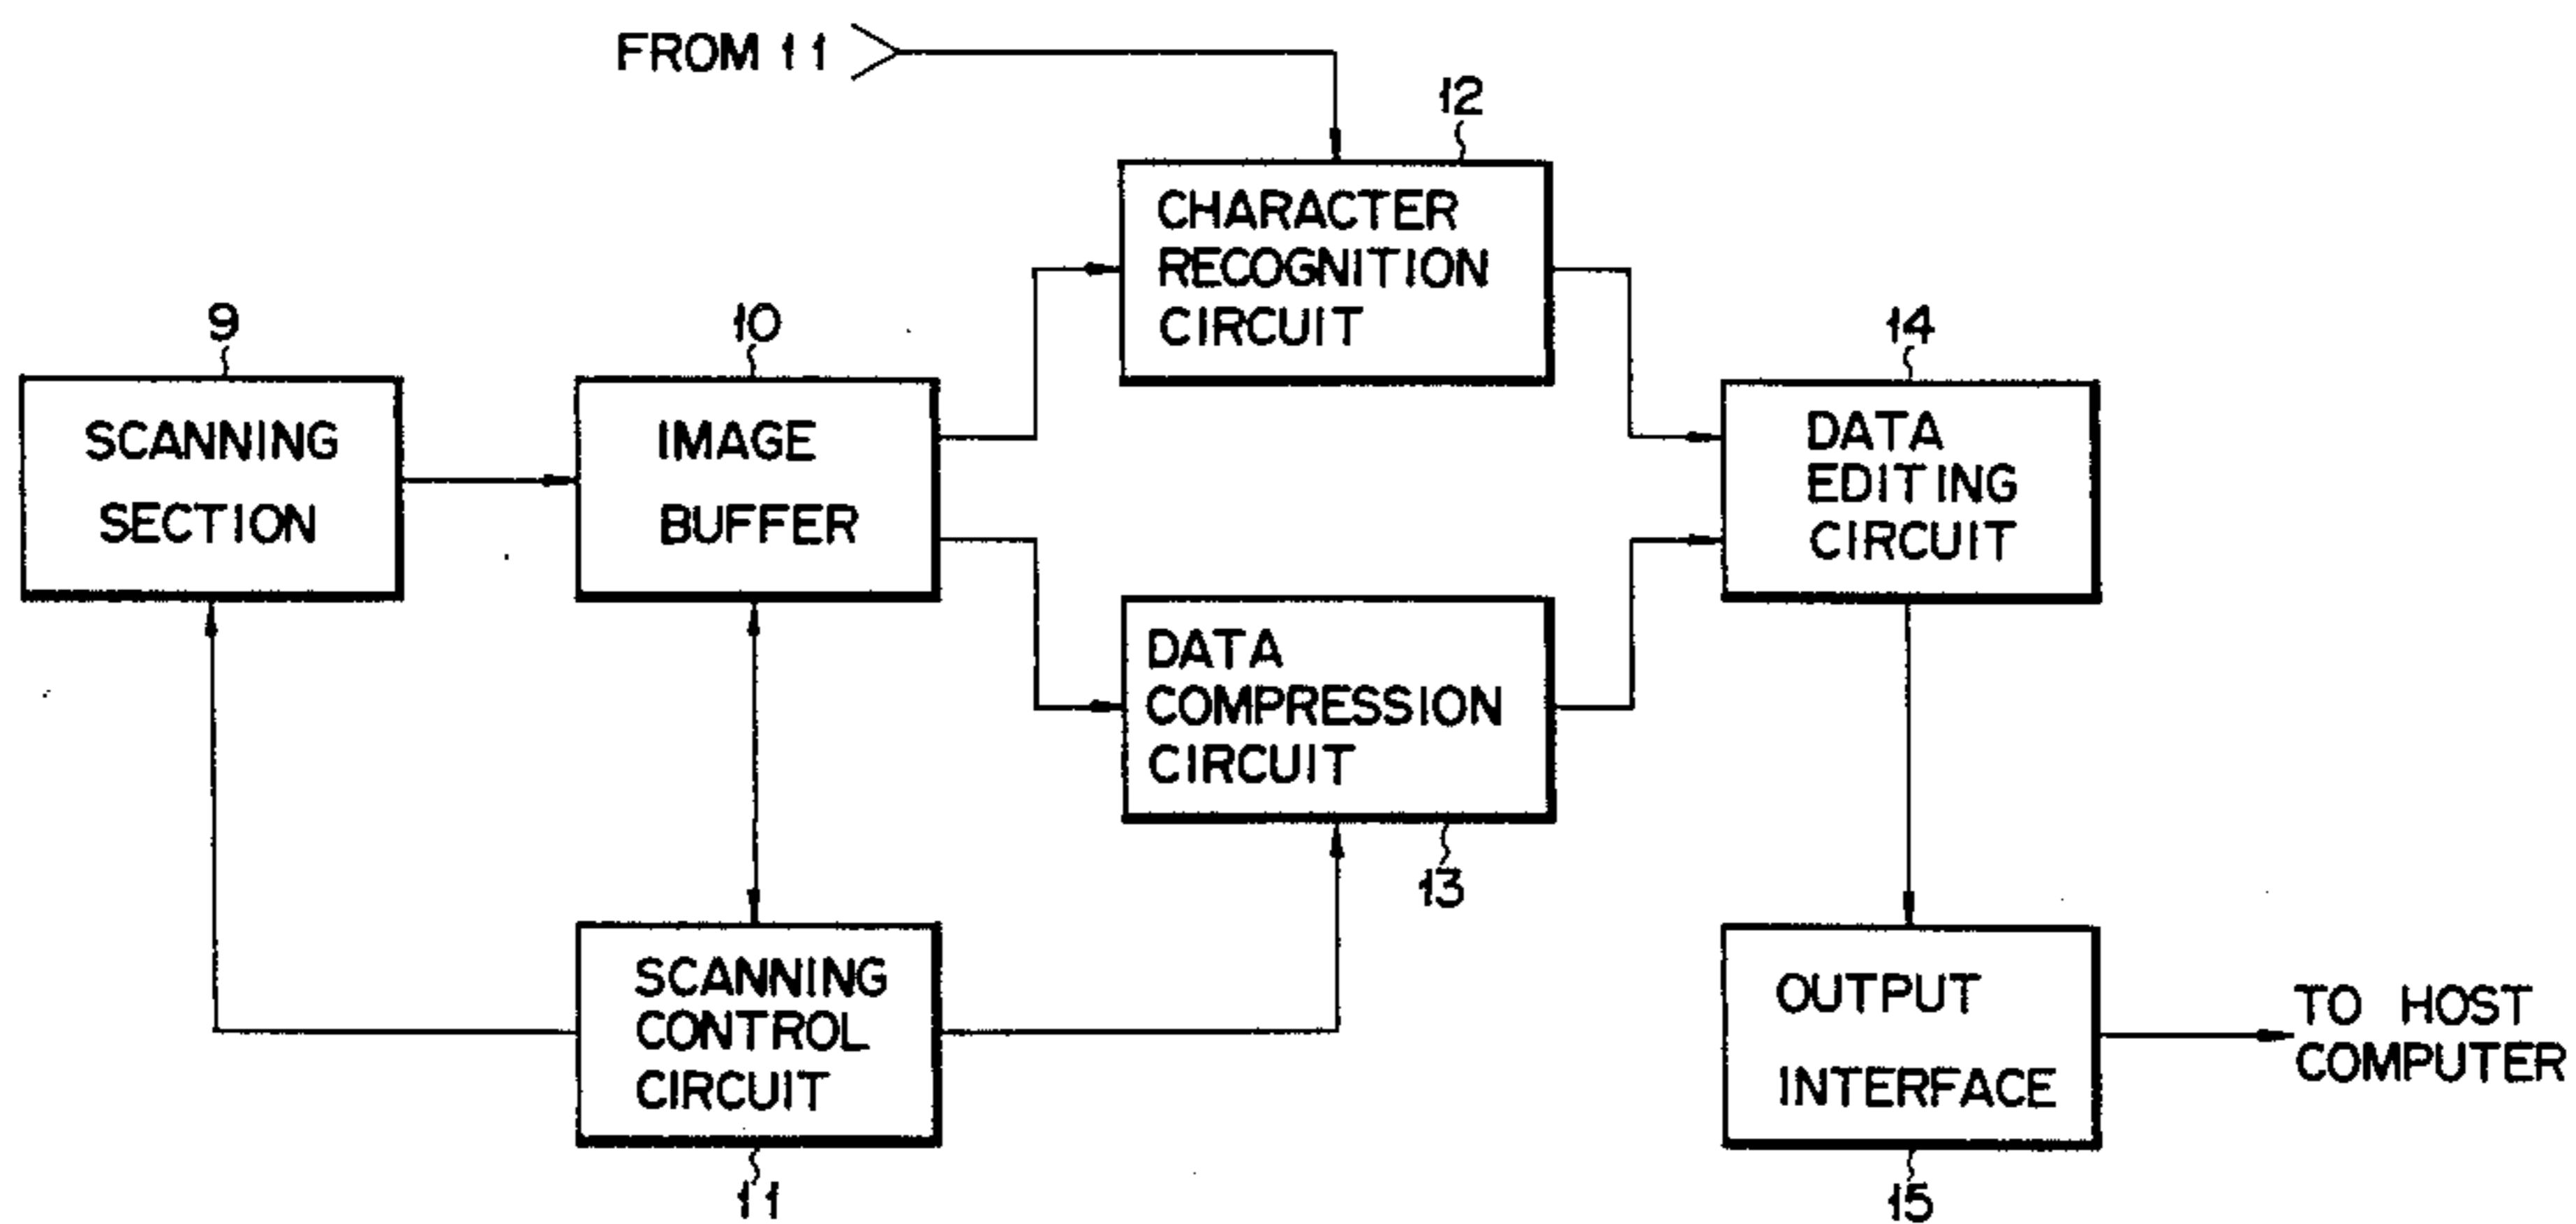 FROM 11
12
CHARACTER
RECOGNITION
CIRCUIT
9
SCANNING
SECTION
10
IMAGE
BUFFER
14
DATA
EDITING
CIRCUIT
DATA
COMPRESSION
CIRCUIT
13
SCANNING
CONTROL
CIRCUIT
11
OUTPUT
INTERFACE
15
TO HOST
COMPUTER